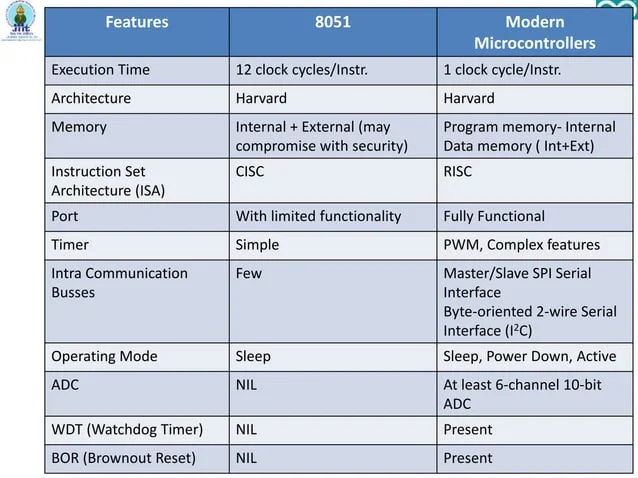 JIIT
Features 8051 Modern
Microcontrollers
Execution Time 12 clock cycles/Instr. 1 clock cycle/Instr.
Architecture Harvard Harvard
Memory Internal + External (may Program memory- Internal
compromise with security) Data memory ( Int+Ext)
Instruction Set CISC RISC
Architecture (ISA)
Port With limited functionality Fully Functional
Timer Simple PWM, Complex features
Intra Communication Few Master/Slave SPI Serial
Busses Interface
Byte-oriented 2-wire Serial
Interface (I²C)
Operating Mode Sleep Sleep, Power Down, Active
ADC NIL At least 6-channel 10-bit
ADC
WDT (Watchdog Timer) NIL Present
BOR (Brownout Reset) NIL Present